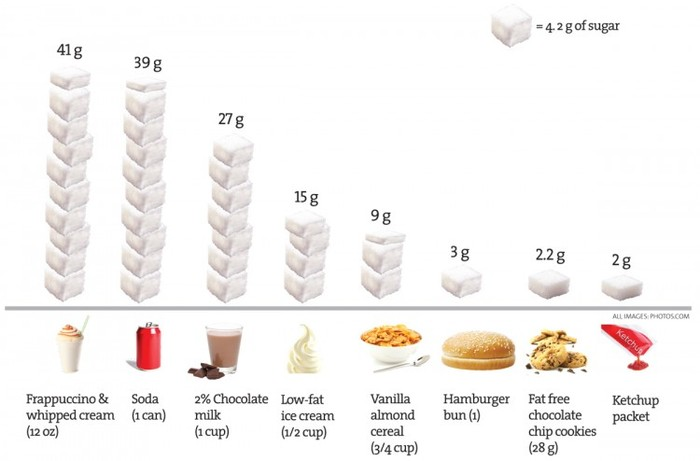 = 4.2 g of sugar
41 g
39 g
27 g
15 g
9 g
3 g
2.2 g
2 g
ALL IMAGES: PHOTOS.COM
Ketchup
Frappuccino &
whipped cream
(12 oz)
Soda
(1 can)
2% Chocolate
milk
(1 cup)
Low-fat
ice cream
(1/2 cup)
Vanilla
almond
cereal
(3/4 cup)
Hamburger
bun (1)
Fat free
chocolate
chip cookies
(28 g)
Ketchup
packet